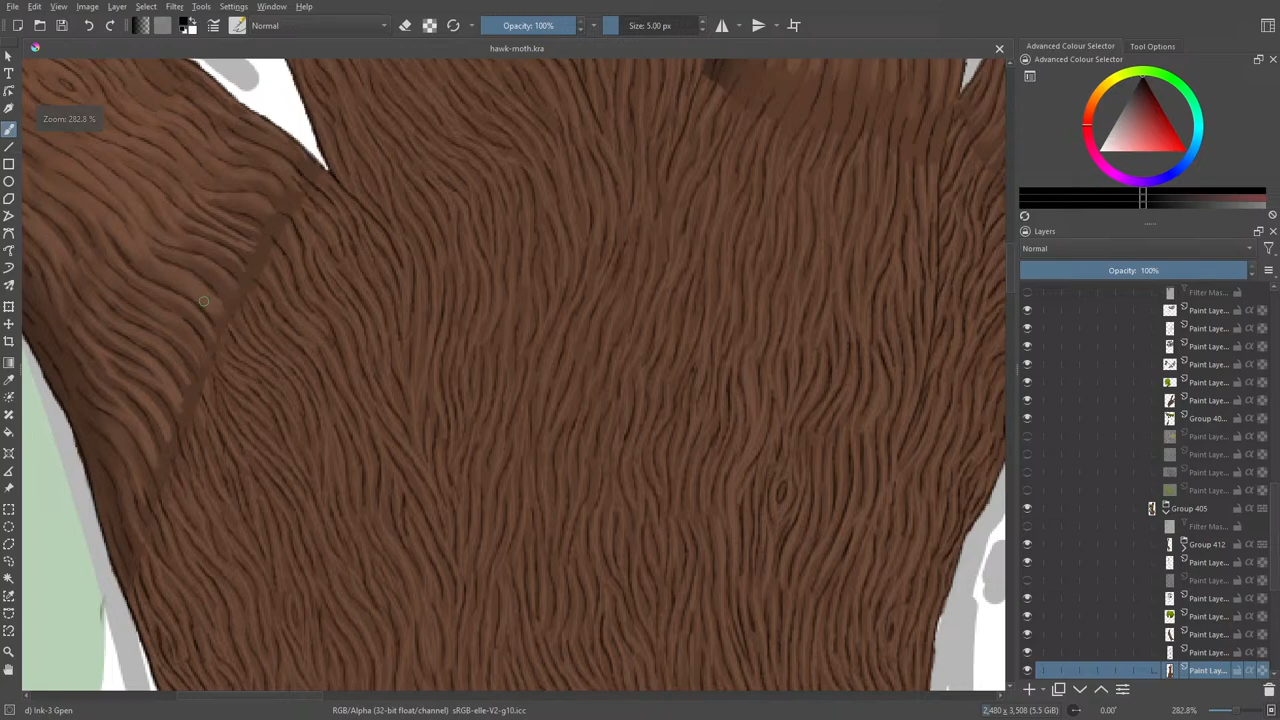 File Edit View Image Layer Select Filter Tools Settings Window Help
Normal Opacity: 100% Size: 5.00 px
hawk-moth.kra
Zoom: 282.8 %
Advanced Colour Selector Tool Options
Advanced Colour Selector
Layers
Normal
Opacity: 100%
Filter Mas...
Paint Laye...
Paint Laye...
Paint Laye...
Paint Laye...
Paint Laye...
Paint Laye...
Group 40...
Paint Laye...
Paint Laye...
Paint Laye...
Paint Laye...
Group 405
Filter Mas...
Group 412
Paint Laye...
Paint Laye...
Paint Laye...
Paint Laye...
Paint Laye...
Paint Laye...
Paint Lay...
d) Ink-3 Gpen RGB/Alpha (32-bit float/channel) sRGB-elle-V2-g10.icc 2,480 x 3,508 (5.5 GiB) 0.00° 282.8%